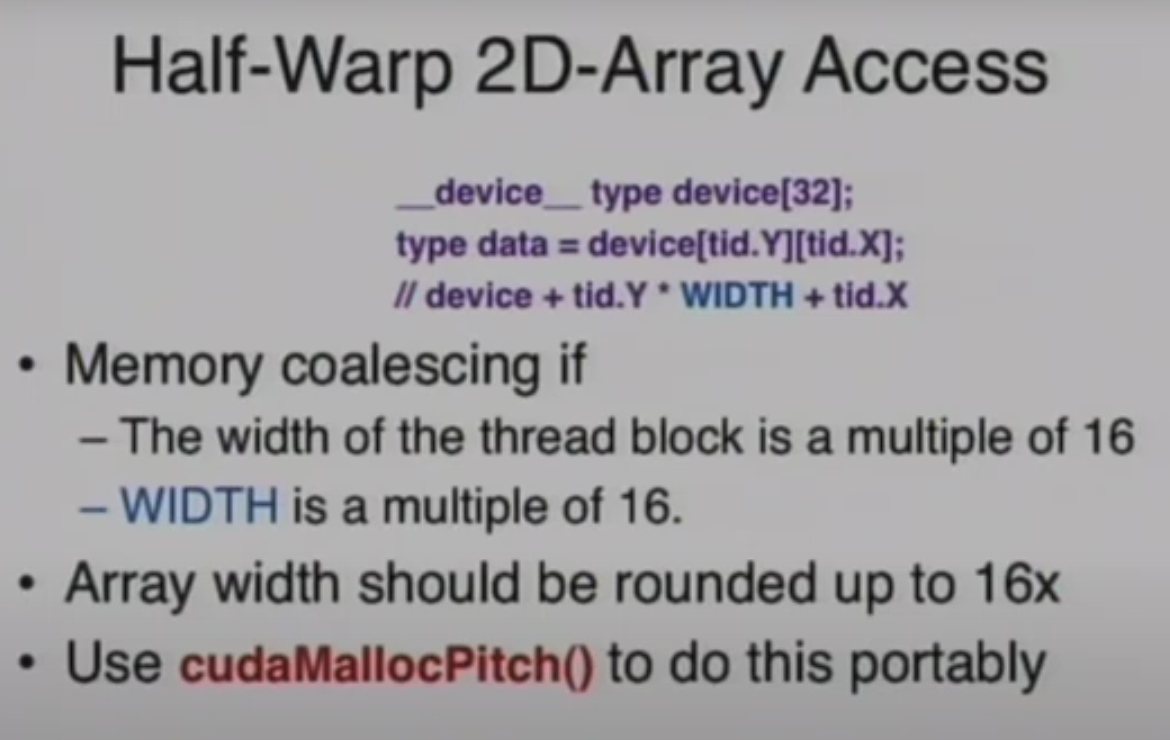 Half-Warp 2D-Array Access
__device__ type device[32];
type data = device[tid.Y][tid.X];
// device + tid.Y * WIDTH + tid.X
• Memory coalescing if
– The width of the thread block is a multiple of 16
– WIDTH is a multiple of 16.
• Array width should be rounded up to 16x
• Use cudaMallocPitch() to do this portably